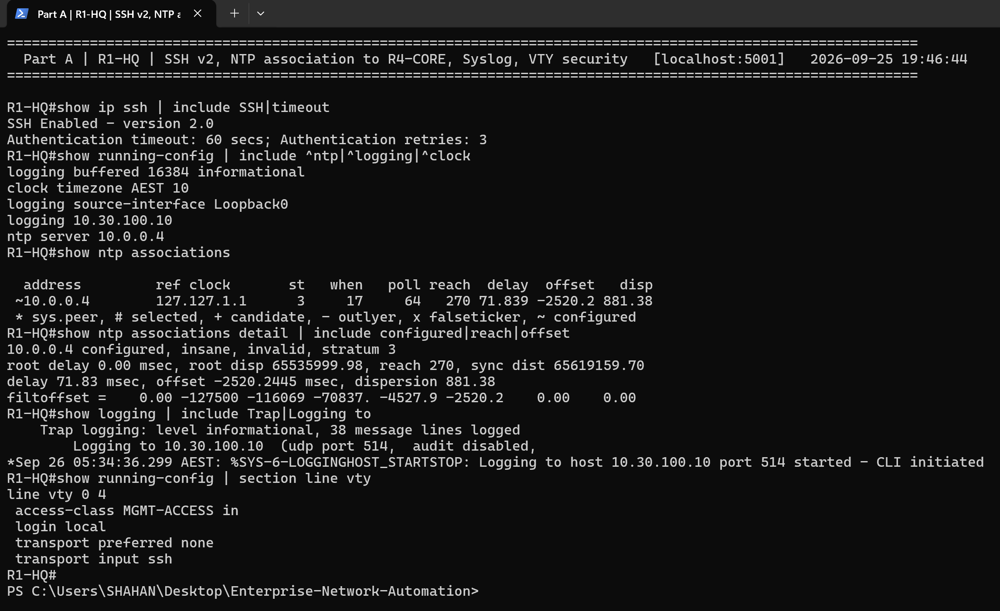 Part A | R1-HQ | SSH v2, NTP a
==============================================================================================================
  Part A | R1-HQ | SSH v2, NTP association to R4-CORE, Syslog, VTY security   [localhost:5001]   2026-09-25 19:46:44
==============================================================================================================

R1-HQ#show ip ssh | include SSH|timeout
SSH Enabled - version 2.0
Authentication timeout: 60 secs; Authentication retries: 3
R1-HQ#show running-config | include ^ntp|^logging|^clock
logging buffered 16384 informational
clock timezone AEST 10
logging source-interface Loopback0
logging 10.30.100.10
ntp server 10.0.0.4
R1-HQ#show ntp associations

  address         ref clock       st   when   poll reach  delay  offset   disp
 ~10.0.0.4        127.127.1.1      3     17     64   270 71.839 -2520.2 881.38
 * sys.peer, # selected, + candidate, - outlyer, x falseticker, ~ configured
R1-HQ#show ntp associations detail | include configured|reach|offset
10.0.0.4 configured, insane, invalid, stratum 3
root delay 0.00 msec, root disp 65535999.98, reach 270, sync dist 65619159.70
delay 71.83 msec, offset -2520.2445 msec, dispersion 881.38
filtoffset =    0.00 -127500 -116069 -70837. -4527.9 -2520.2    0.00    0.00
R1-HQ#show logging | include Trap|Logging to
    Trap logging: level informational, 38 message lines logged
        Logging to 10.30.100.10  (udp port 514,  audit disabled,
*Sep 26 05:34:36.299 AEST: %SYS-6-LOGGINGHOST_STARTSTOP: Logging to host 10.30.100.10 port 514 started - CLI initiated
R1-HQ#show running-config | section line vty
line vty 0 4
 access-class MGMT-ACCESS in
 login local
 transport preferred none
 transport input ssh
R1-HQ#
PS C:\Users\SHAHAN\Desktop\Enterprise-Network-Automation>